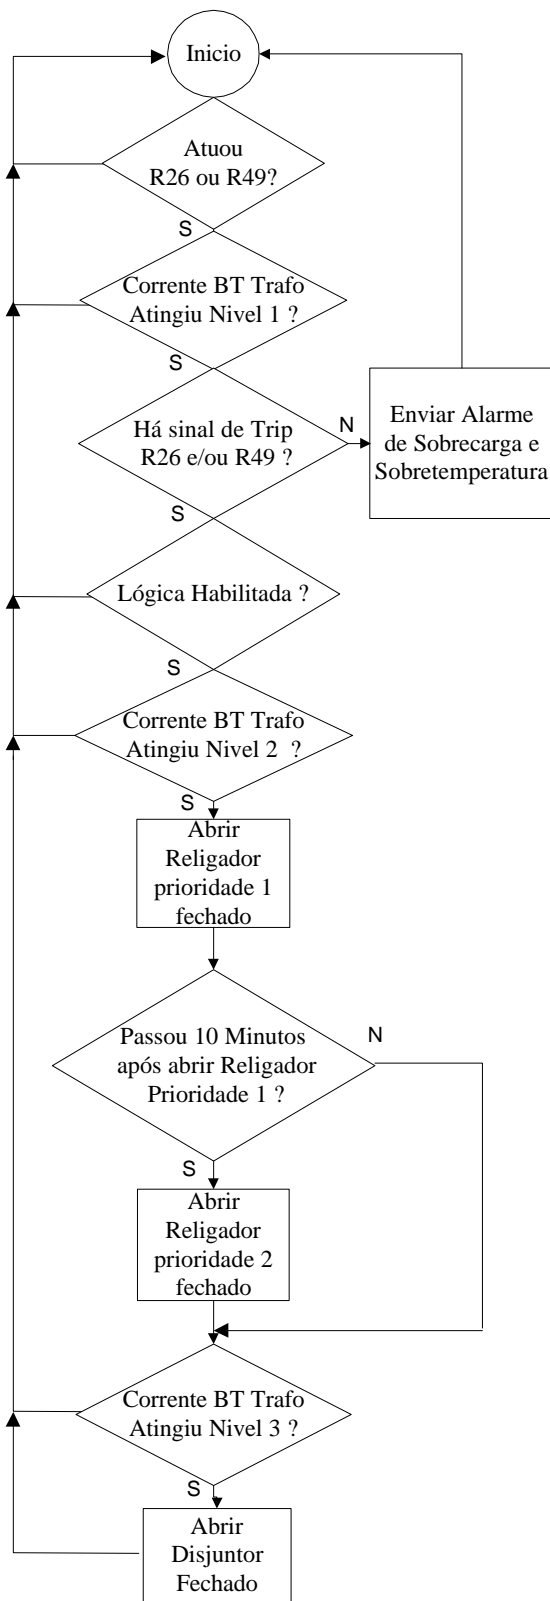 Inicio
Atuou
R26 ou R49?
S
Corrente BT Trafo
Atingiu Nivel 1 ?
S
Há sinal de Trip
R26 e/ou R49 ?
N
Enviar Alarme
de Sobrecarga e
Sobretemperatura
S
Lógica Habilitada ?
S
Corrente BT Trafo
Atingiu Nivel 2 ?
S
Abrir
Religador
prioridade 1
fechado
Passou 10 Minutos
após abrir Religador
Prioridade 1 ?
N
S
Abrir
Religador
prioridade 2
fechado
Corrente BT Trafo
Atingiu Nivel 3 ?
S
Abrir
Disjuntor
Fechado